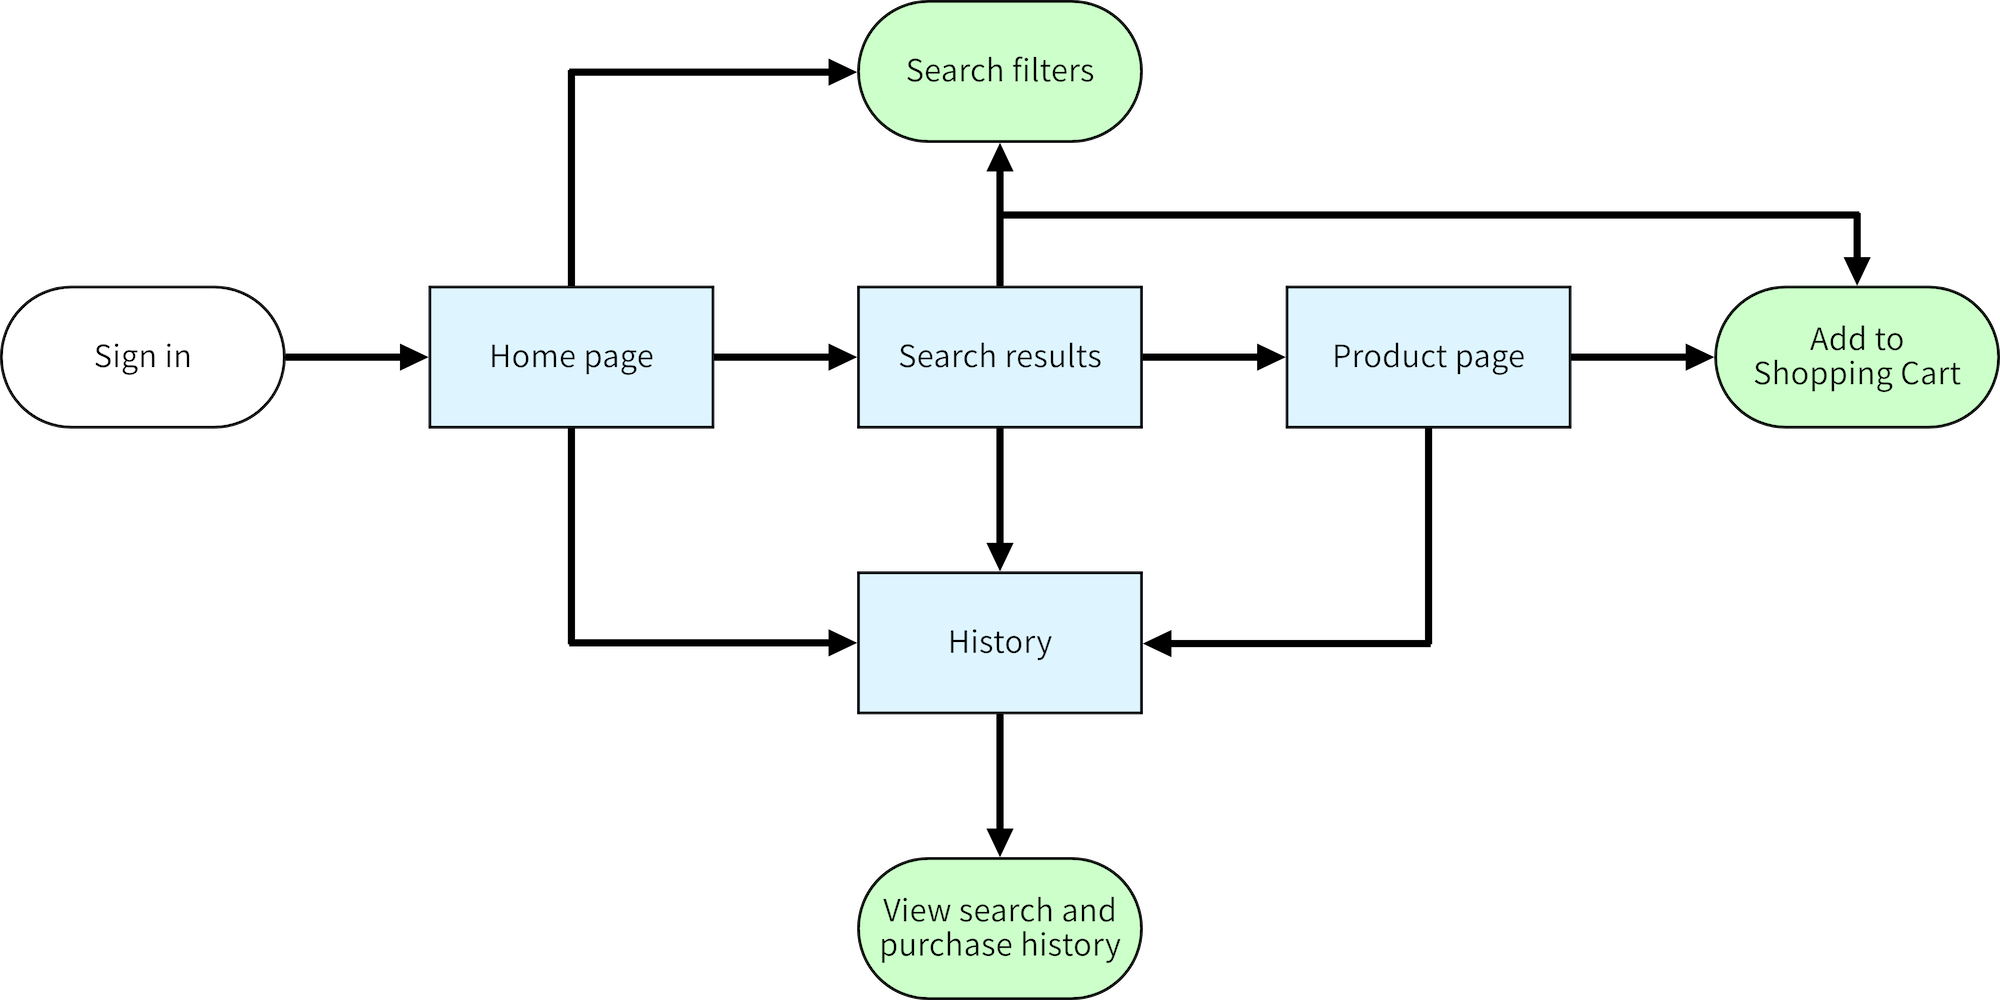 Search filters
Sign in
Home page
Search results
Product page
Add to
Shopping Cart
History
View search and
purchase history